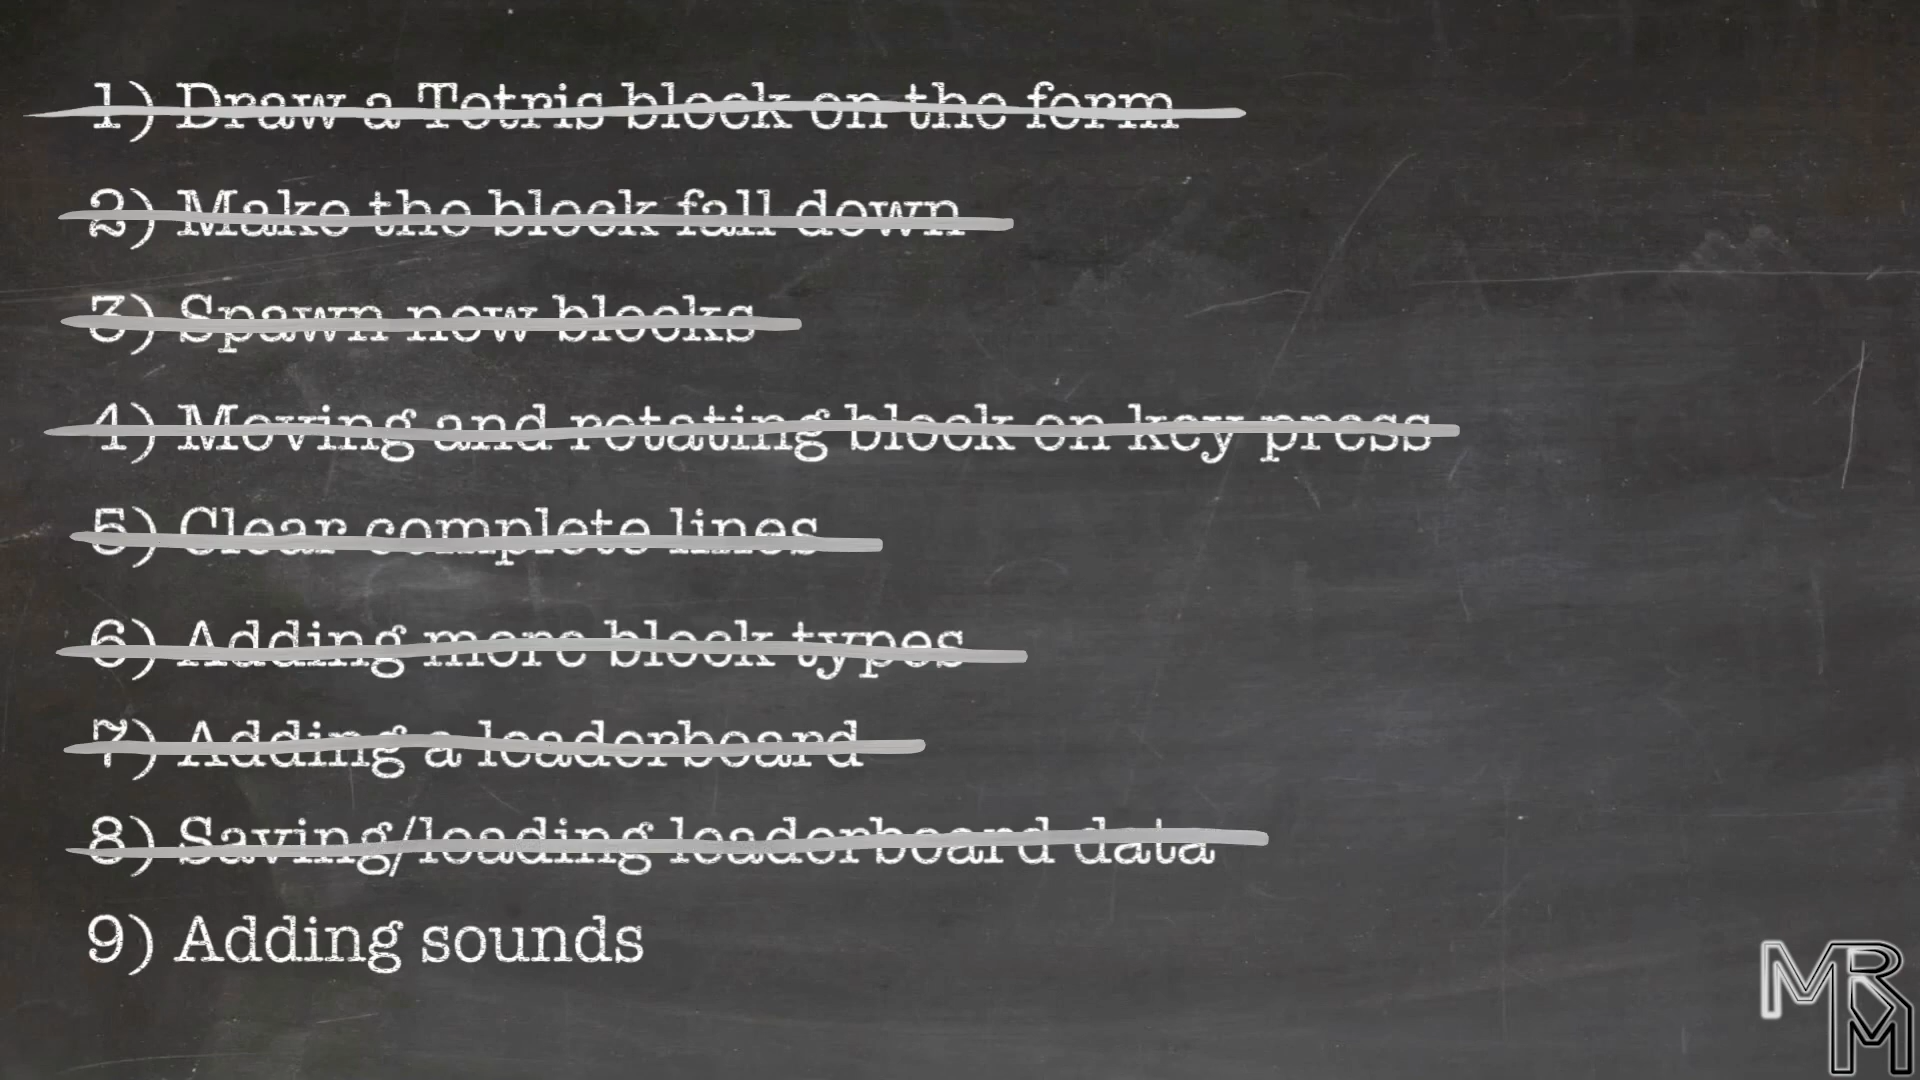 1) Draw a Tetris block on the form
2) Make the block fall down
3) Spawn new blocks
4) Moving and rotating block on key press
5) Clear complete lines
6) Adding more block types
7) Adding a leaderboard
8) Saving/loading leaderboard data
9) Adding sounds
MRM